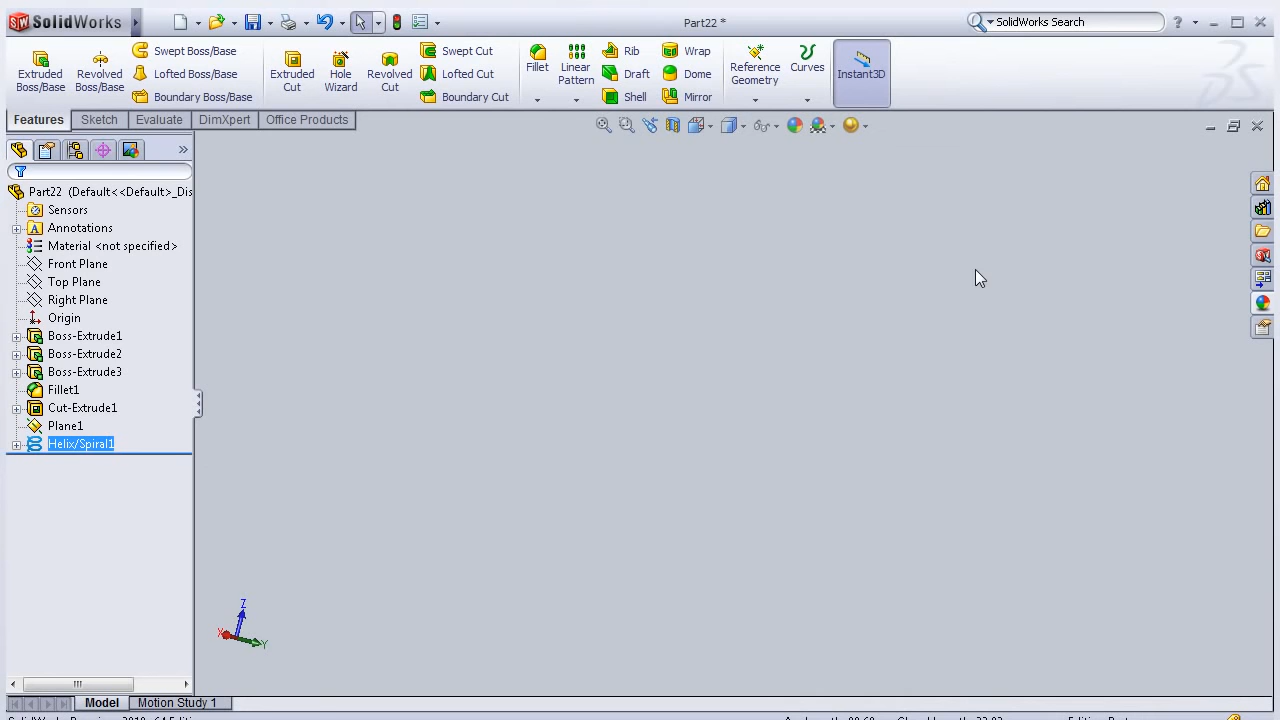 SolidWorks
Part22 *
SolidWorks Search
Extruded Boss/Base
Revolved Boss/Base
Swept Boss/Base
Lofted Boss/Base
Boundary Boss/Base
Extruded Cut
Hole Wizard
Revolved Cut
Swept Cut
Lofted Cut
Boundary Cut
Fillet
Linear Pattern
Rib
Draft
Shell
Wrap
Dome
Mirror
Reference Geometry
Curves
Instant3D
Features
Sketch
Evaluate
DimXpert
Office Products
Part22 (Default<<Default>_Dis
Sensors
Annotations
Material <not specified>
Front Plane
Top Plane
Right Plane
Origin
Boss-Extrude1
Boss-Extrude2
Boss-Extrude3
Fillet1
Cut-Extrude1
Plane1
Helix/Spiral1
Z
X
Y
Model
Motion Study 1